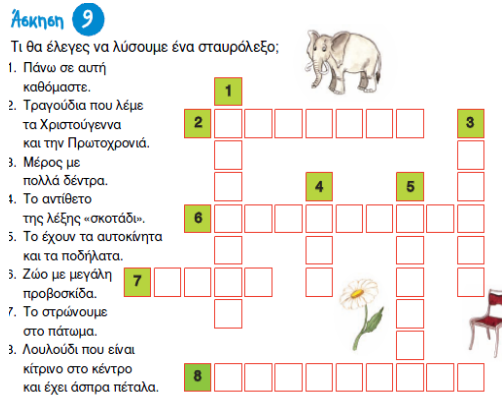 Άσκηση 9
Τι θα έλεγες να λύσουμε ένα σταυρόλεξο;
1. Πάνω σε αυτή
καθόμαστε.
2. Τραγούδια που λέμε
τα Χριστούγεννα
και την Πρωτοχρονιά.
3. Μέρος με
πολλά δέντρα.
4. Το αντίθετο
της λέξης «σκοτάδι».
5. Το έχουν τα αυτοκίνητα
και τα ποδήλατα.
6. Ζώο με μεγάλη
προβοσκίδα.
7. Το στρώνουμε
στο πάτωμα.
8. Λουλούδι που είναι
κίτρινο στο κέντρο
και έχει άσπρα πέταλα.
1
2 3
4 5
6
7
8